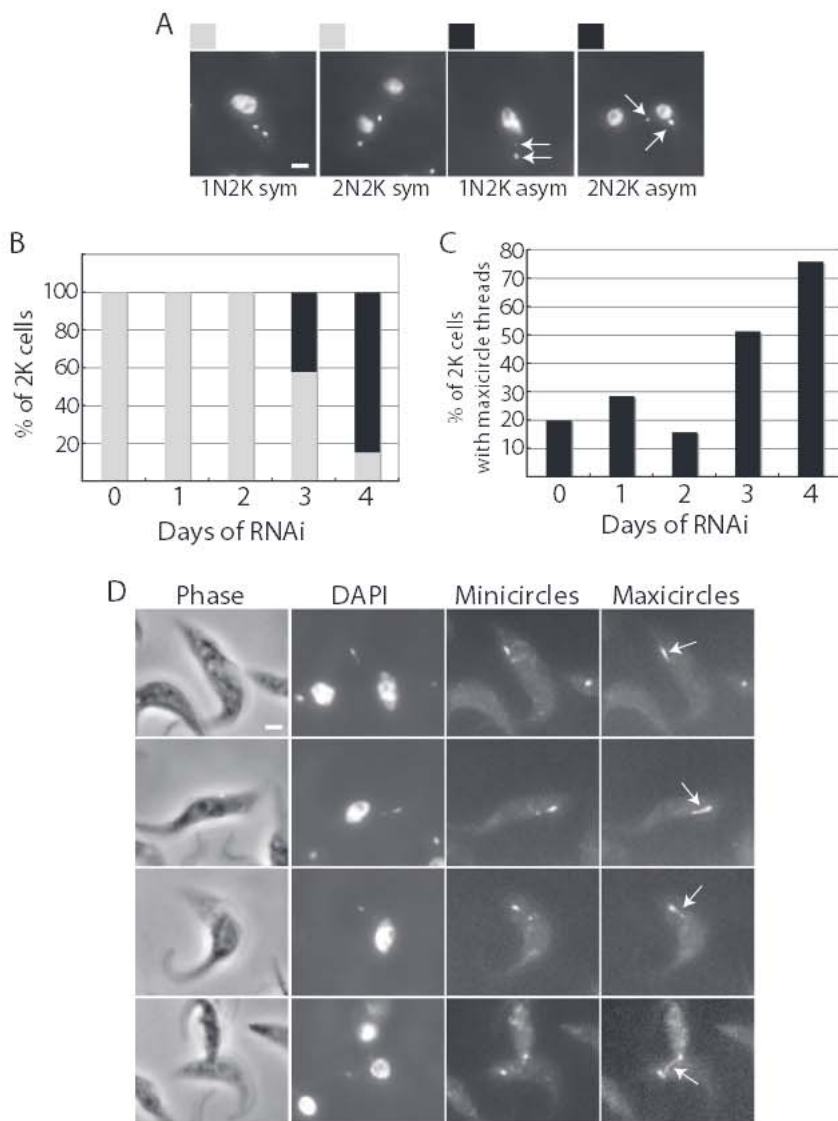 A
1N2K sym 2N2K sym 1N2K asym 2N2K asym
B
% of 2K cells
100
80
60
40
20
0 1 2 3 4
Days of RNAi
C
% of 2K cells
with maxicircle threads
80
70
60
50
40
30
20
10
0 1 2 3 4
Days of RNAi
D
Phase DAPI Minicircles Maxicircles